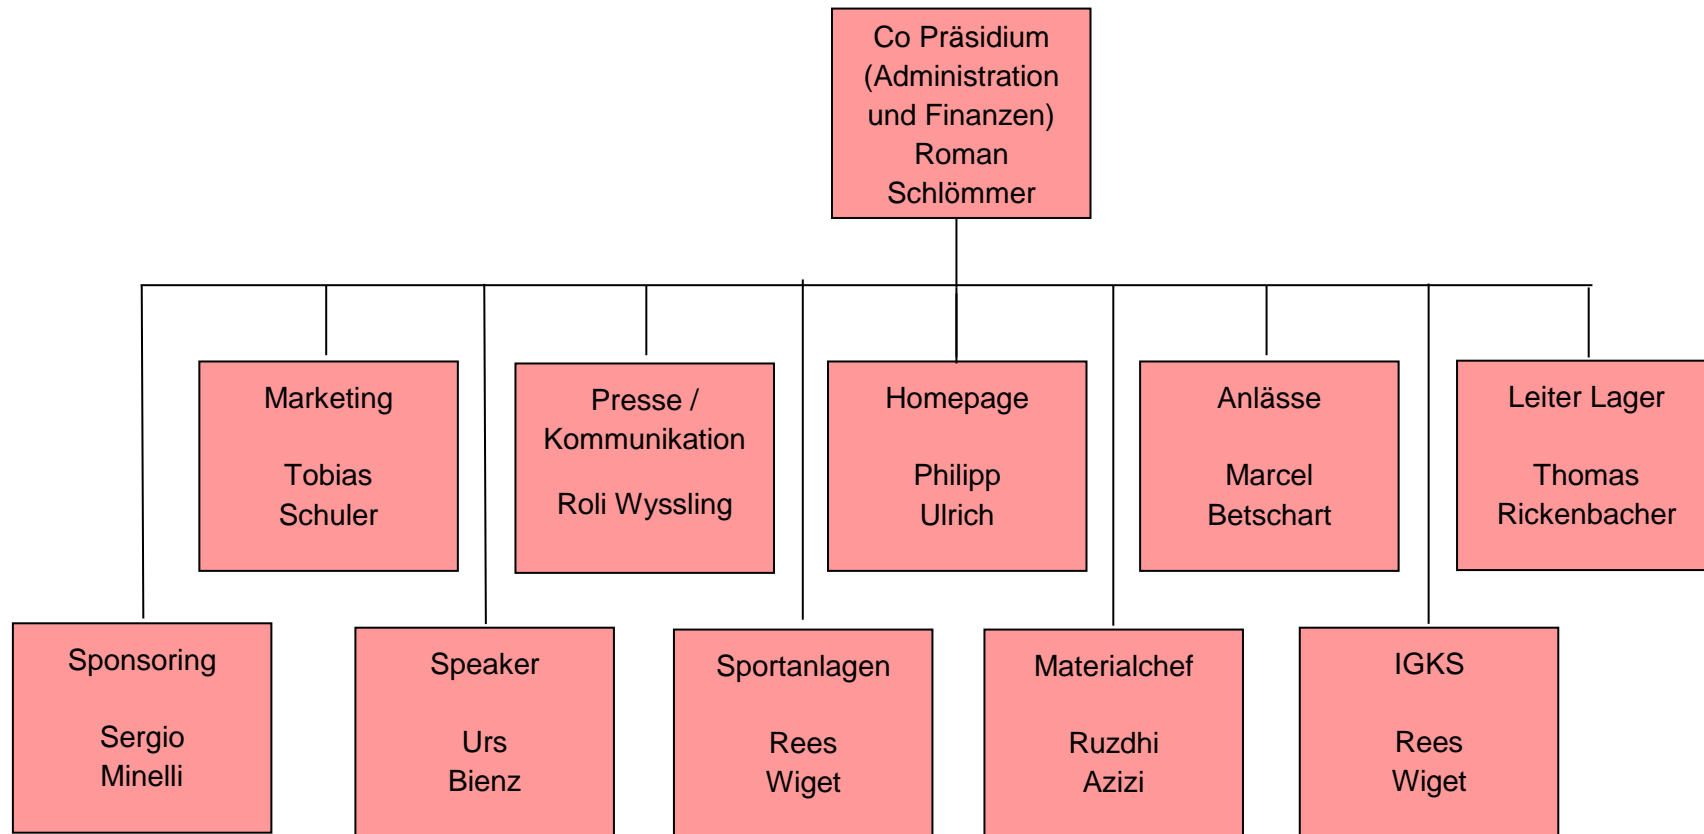 Co Präsidium
(Administration
und Finanzen)
Roman
Schlömmer
Marketing
Tobias
Schuler
Presse /
Kommunikation
Roli Wyssling
Homepage
Philipp
Ulrich
Anlässe
Marcel
Betschart
Leiter Lager
Thomas
Rickenbacher
Sponsoring
Sergio
Minelli
Speaker
Urs
Bienz
Sportanlagen
Rees
Wiget
Materialchef
Ruzdhi
Azizi
IGKS
Rees
Wiget